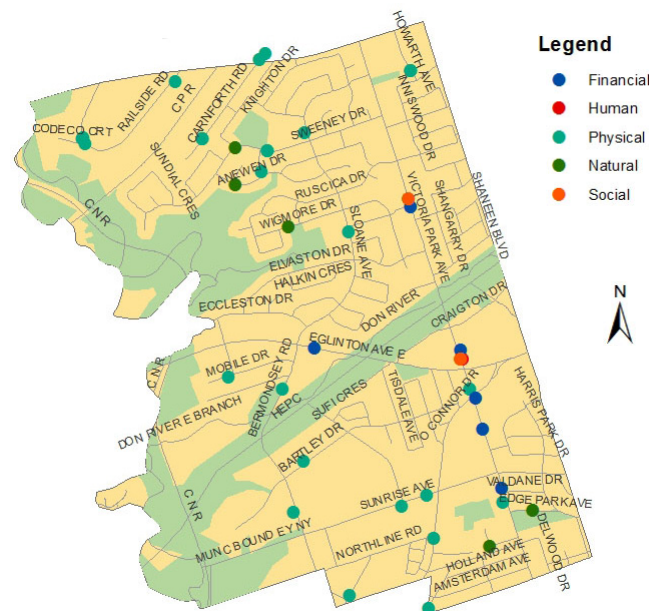 HOWARTH AVE
Legend
Financial
Human
Physical
Natural
Social
RAILSIDE RD
C P R
CARNFORTH RD
KNIGHTON DR
INNISWOOD DR
CODECO CRT
SWEENEY DR
SUNDIAL CRES
ANEWEN DR
RUSCICA DR
VICTORIA PARK AVE
SHANGARRY DR
SHANEEN BLVD
C N R
WIGMORE DR
SLOANE AVE
ELVASTON DR
HALKIN CRES
ECCLESTON DR
DON RIVER
CRAIGTON DR
N
EGLINTON AVE E
C N R
MOBILE DR
BERMONDSEY RD
HEPC
SUFI CRES
TISDALE AVE
O CONNOR DR
HARRIS PARK DR
DON RIVER E BRANCH
BARTLEY DR
C N R
SUNRISE AVE
VALDANE DR
EDGE PARK AVE
MUNC BOUND EY NY
NORTHLINE RD
DELWOOD DR
HOLLAND AVE
AMSTERDAM AVE